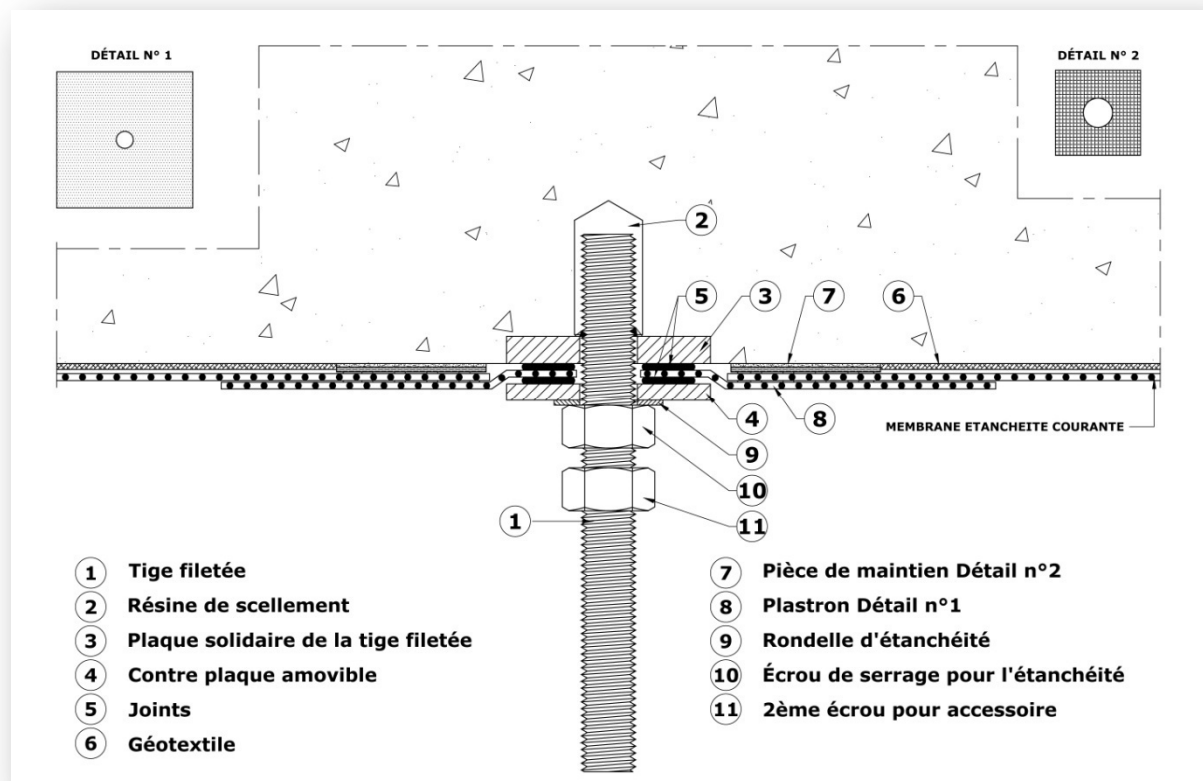 DÉTAIL N° 1
DÉTAIL N° 2
2
5
3
7
6
4
8
MEMBRANE ETANCHEITE COURANTE
9
10
1
11
1 Tige filetée
2 Résine de scellement
3 Plaque solidaire de la tige filetée
4 Contre plaque amovible
5 Joints
6 Géotextile
7 Pièce de maintien Détail n°2
8 Plastron Détail n°1
9 Rondelle d'étanchéité
10 Écrou de serrage pour l'étanchéité
11 2ème écrou pour accessoire